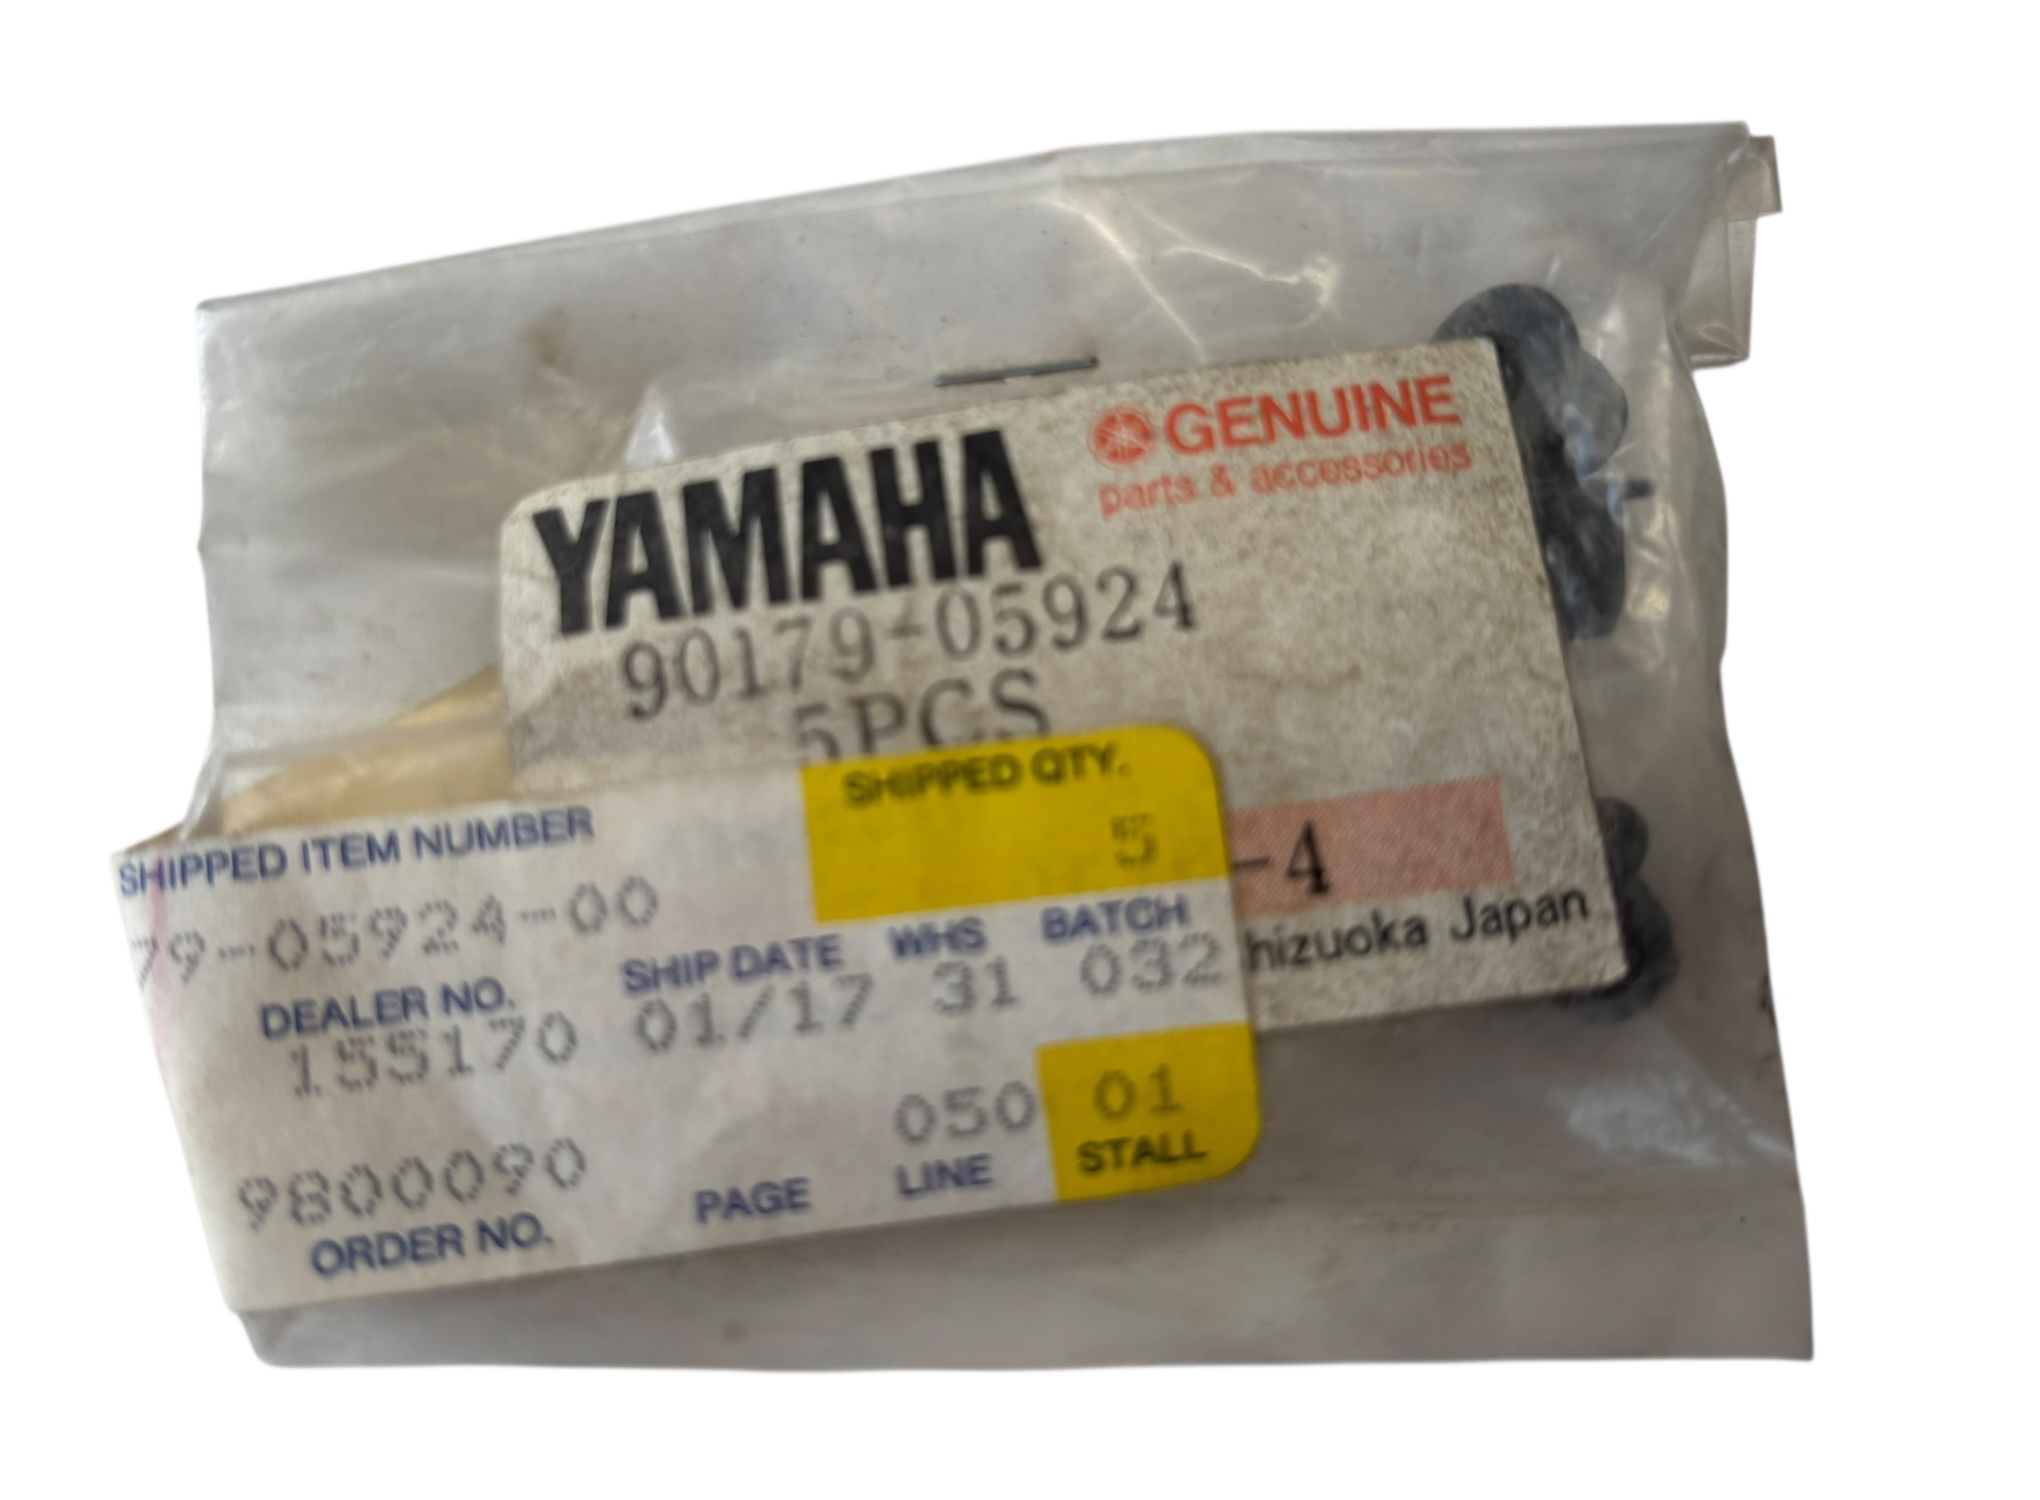 GENUINE
parts & accessories
YAMAHA
90179-05924
5PCS
SHIPPED QTY.
5
-4
hizuoka Japan
SHIPPED ITEM NUMBER
79-05924-00
DEALER NO. SHIP DATE WHS BATCH
155170 01/17 31 032
9800090 050 01
ORDER NO. PAGE LINE STALL